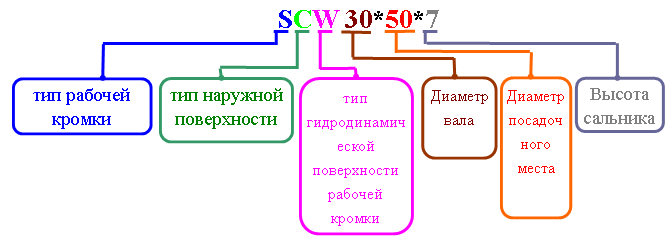 SCW 30*50*7
тип рабочей
кромки
тип наружной
поверхности
тип
гидродинамич
еской
поверхности
рабочей
кромки
Диаметр
вала
Диаметр
посадоч
ного
места
Высота
сальника